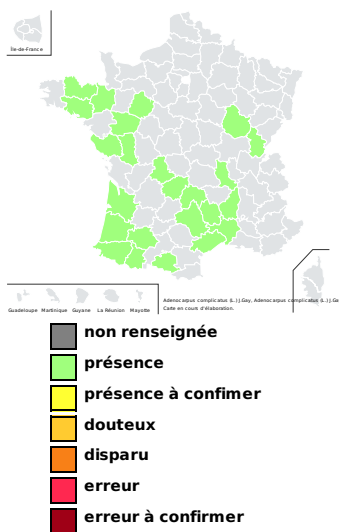 Île-de-France
Adenocarpus complicatus (L.) J.Gay, Adenocarpus complicatus (L.) J.Ga
Carte en cours d'élaboration.
Guadeloupe Martinique Guyane La Réunion Mayotte
non renseignée
présence
présence à confimer
douteux
disparu
erreur
erreur à confirmer